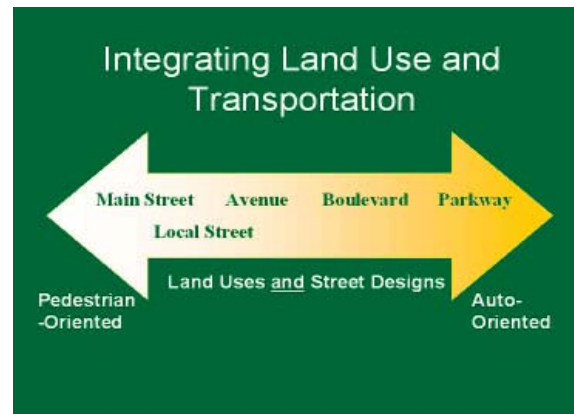 Integrating Land Use and
Transportation
Main Street Avenue Boulevard Parkway
Local Street
Land Uses and Street Designs
Pedestrian
-Oriented
Auto-
Oriented